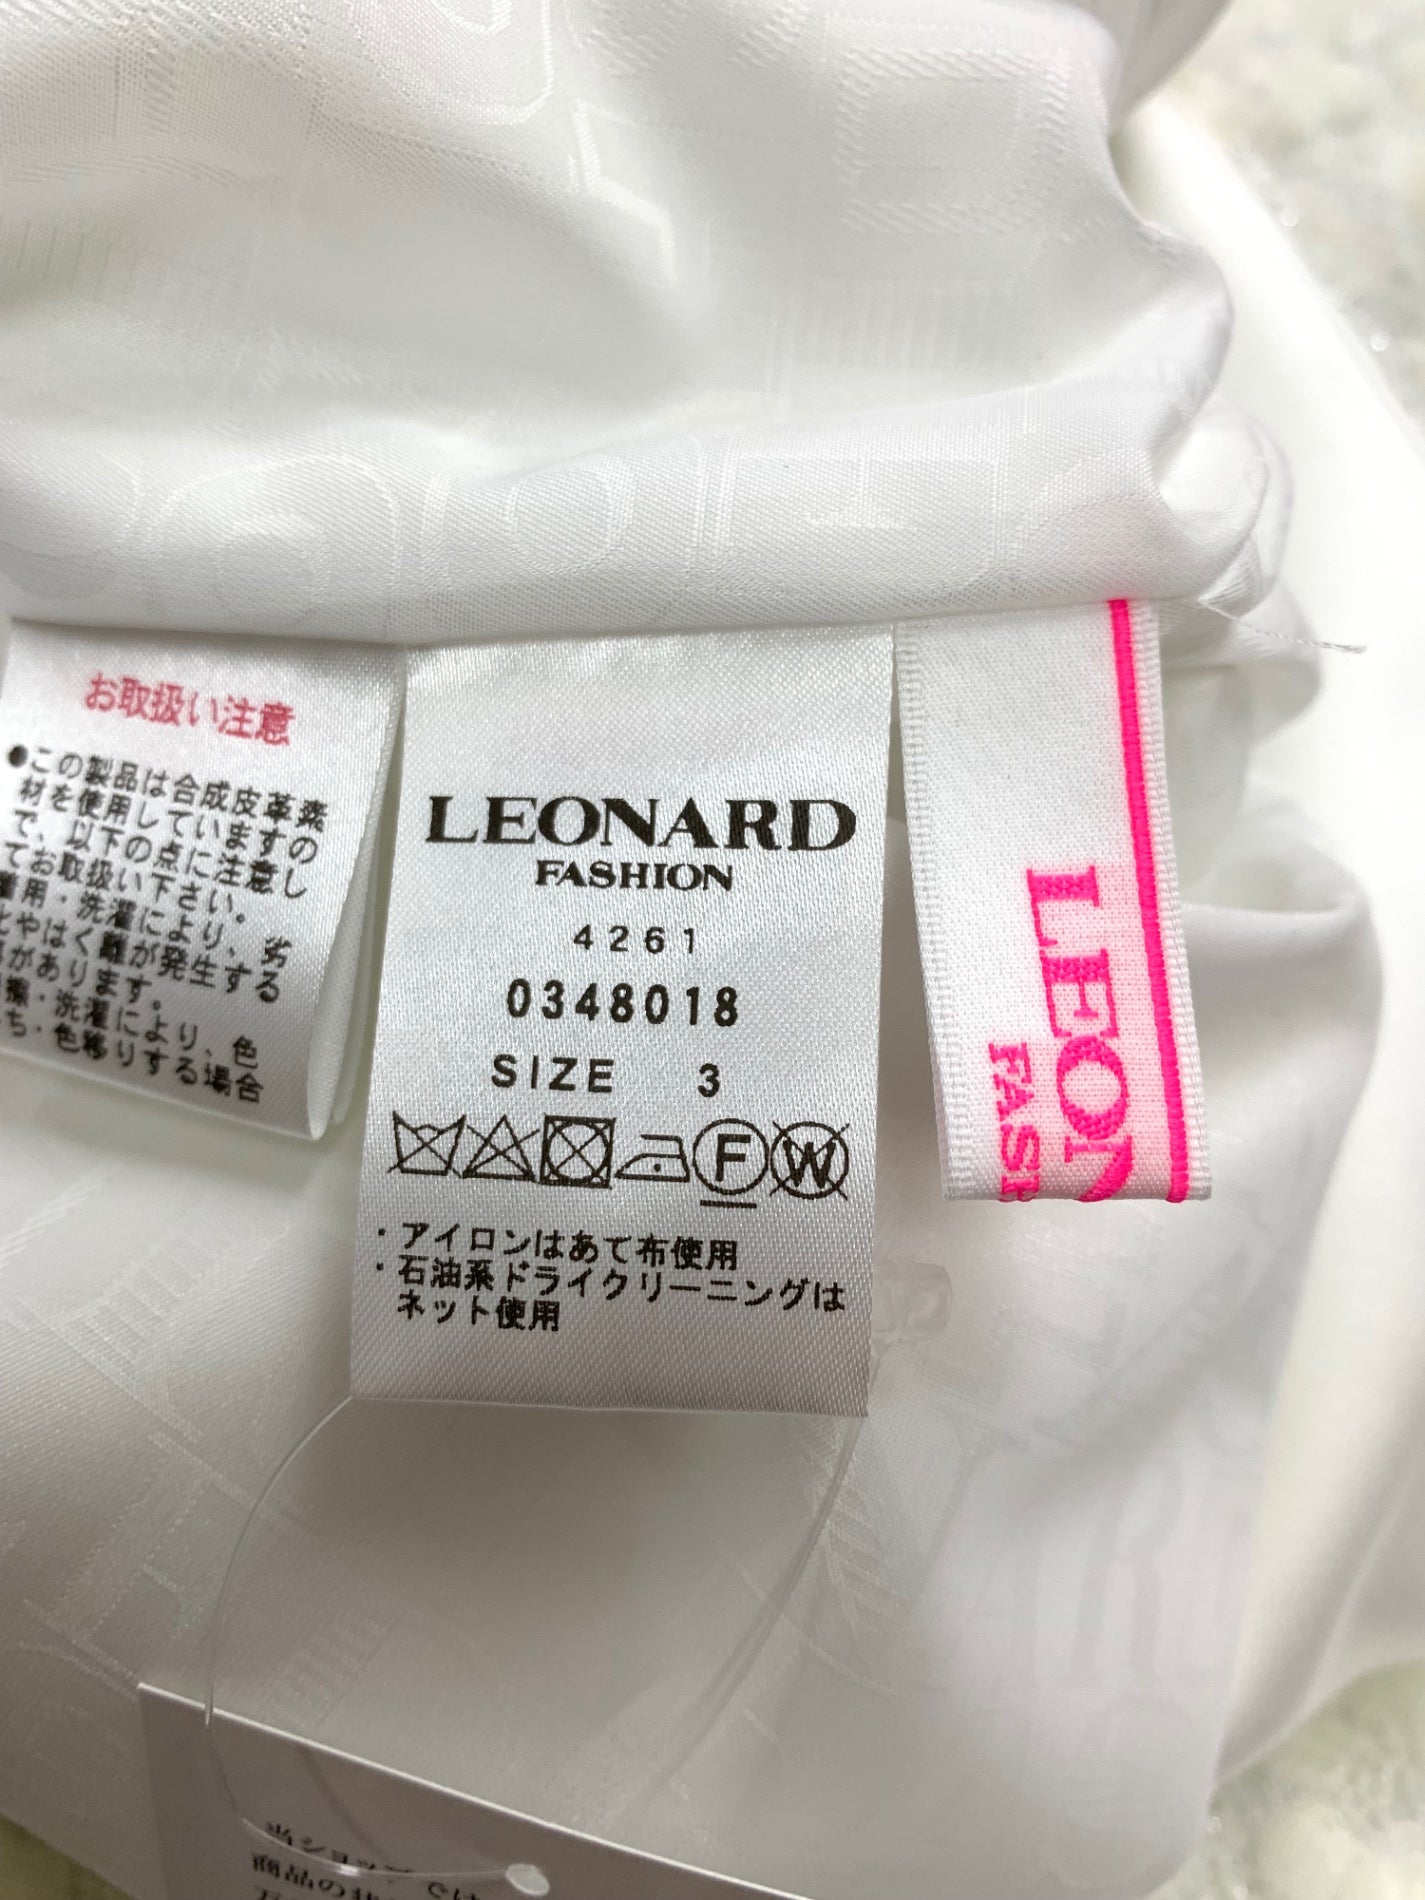 お取扱い注意
●この製品は合成皮革素
材を使用していますの
で、以下の点に注意し
てお取扱い下さい。
着用・洗濯により、劣
化やはく離が発生する
があります。
擦・洗濯により、色
ち・色移りする場合
LEONARD
FASHION
4261
0348018
SIZE 3
F W
・アイロンはあて布使用
・石油系ドライクリーニングは
ネット使用
LEON
FASH
商品の